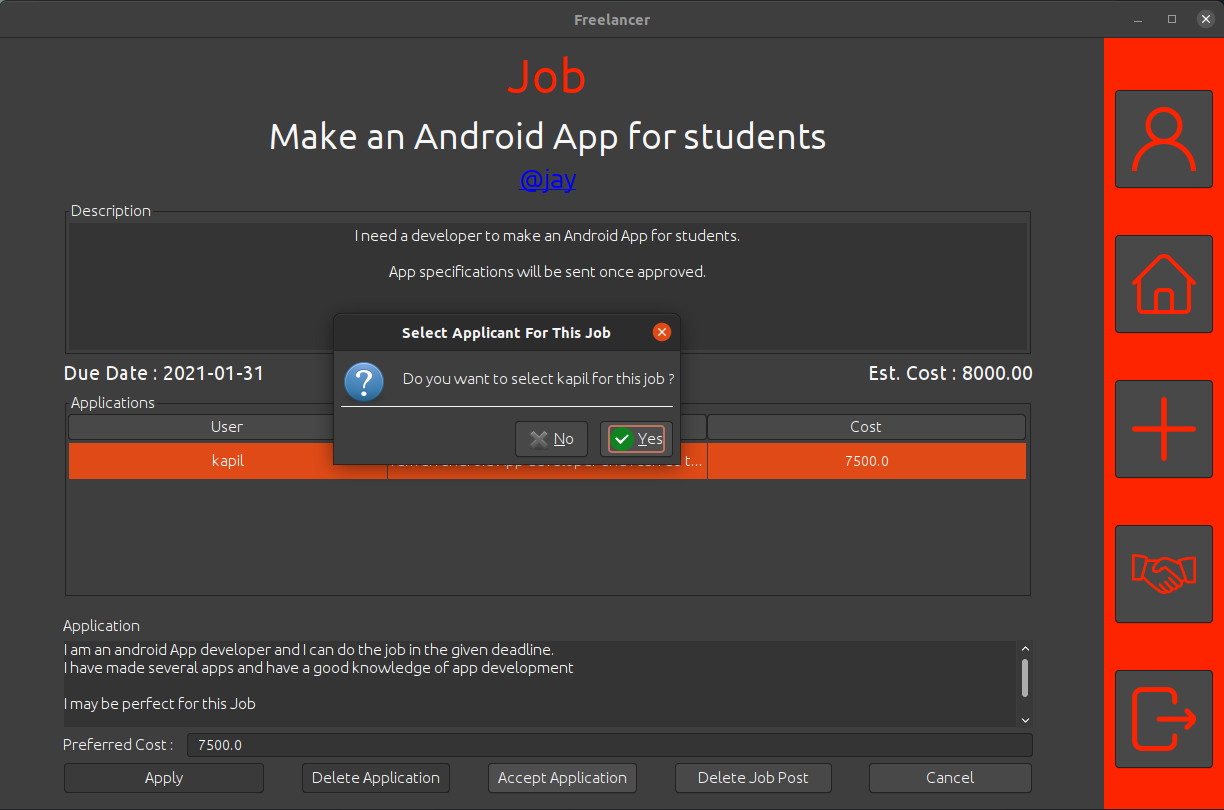 Freelancer
Job
Make an Android App for students
@jay
Description
I need a developer to make an Android App for students.
App specifications will be sent once approved.
Select Applicant For This Job
Do you want to select kapil for this job ?
No
Yes
Due Date : 2021-01-31
Est. Cost : 8000.00
Applications
User
Cost
kapil
7500.0
Application
I am an android App developer and I can do the job in the given deadline.
I have made several apps and have a good knowledge of app development
I may be perfect for this Job
Preferred Cost :
7500.0
Apply
Delete Application
Accept Application
Delete Job Post
Cancel